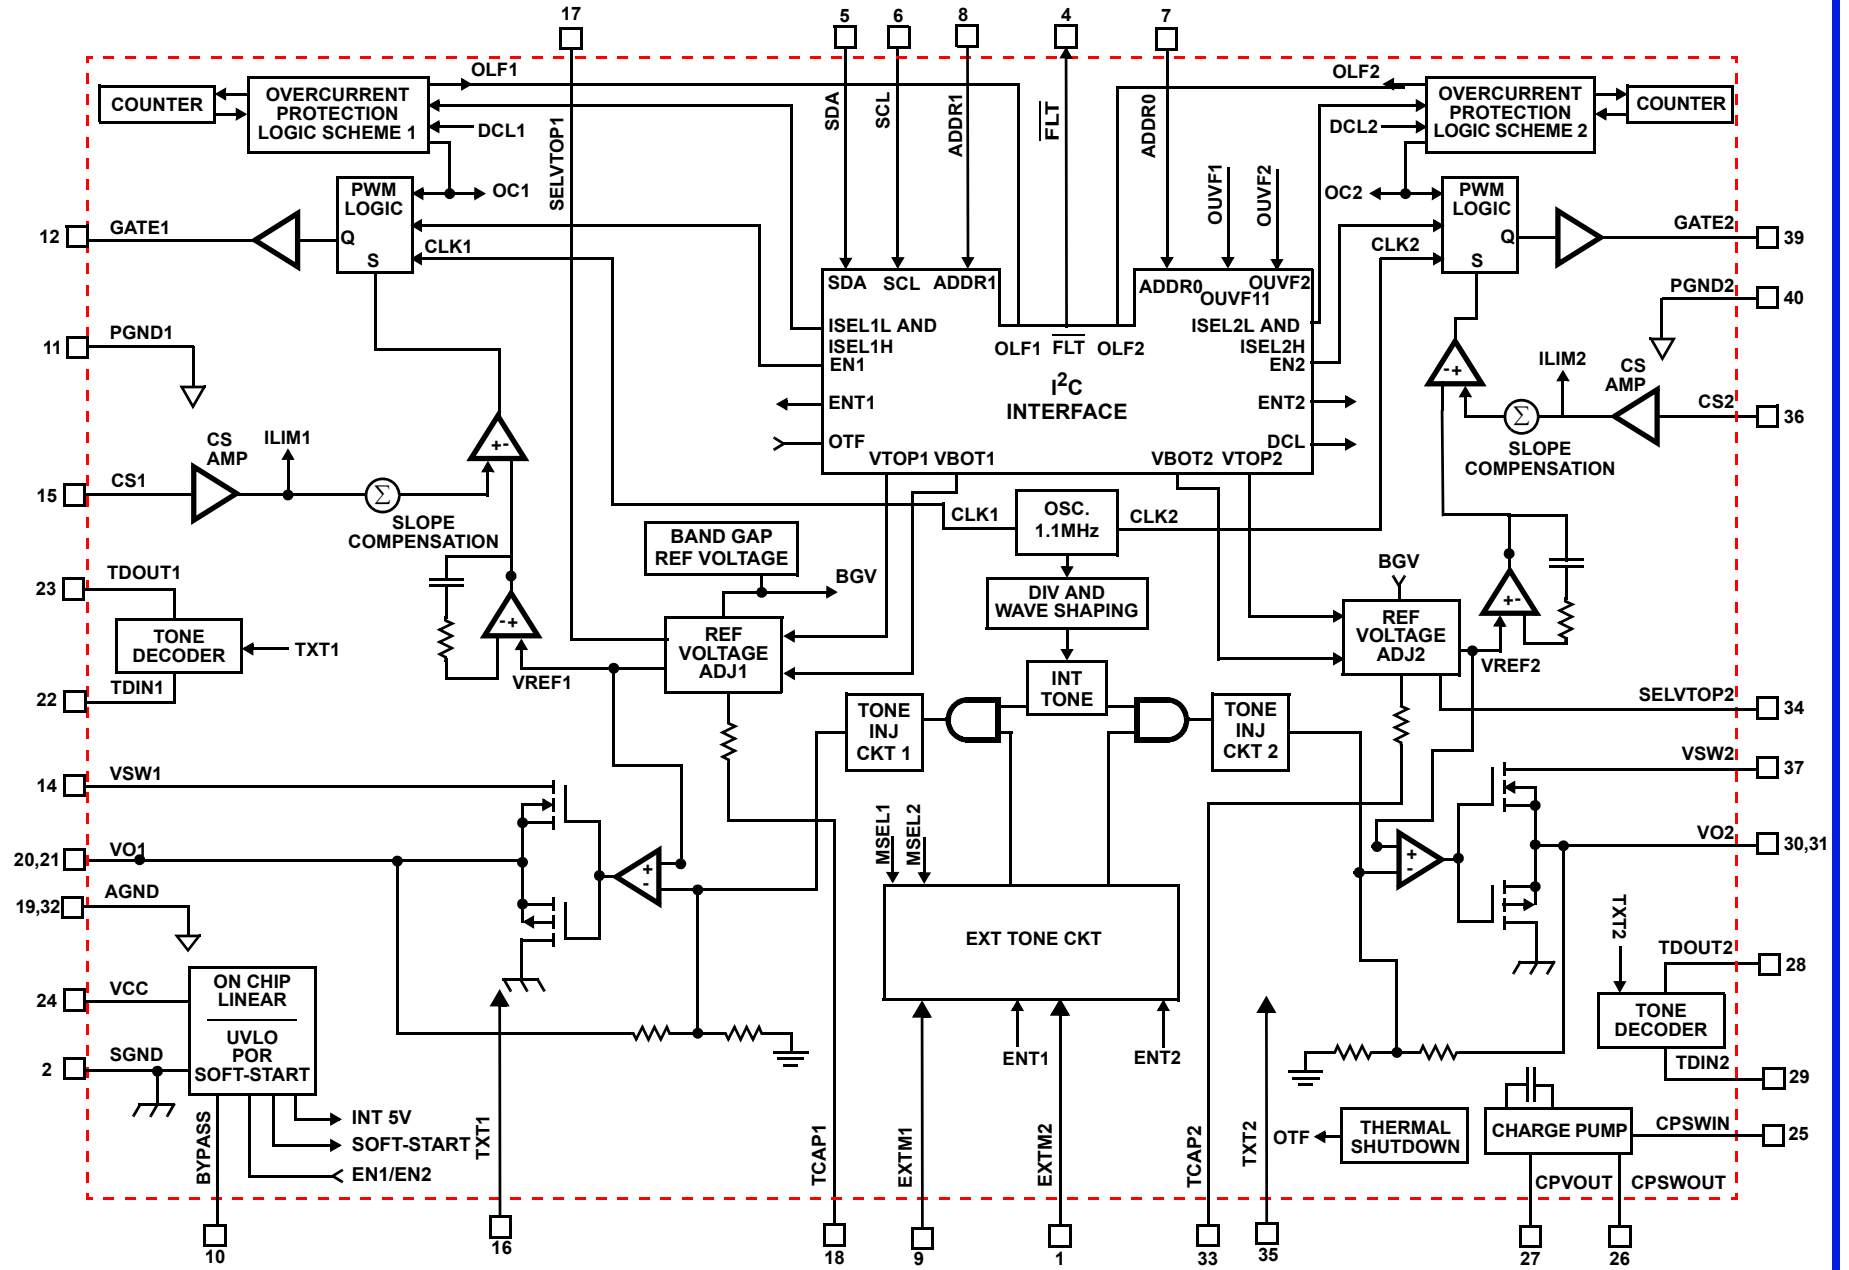 17
5
6
8
4
7
OLF1
COUNTER
OVERCURRENT
PROTECTION
LOGIC SCHEME 1
DCL1
OC1
SELVTOP1
SDA
SCL
ADDR1
FLT
ADDR0
OUVF1
OUVF2
OLF2
OVERCURRENT
PROTECTION
LOGIC SCHEME 2
COUNTER
DCL2
OC2
PWM
LOGIC
Q
S
CLK1
12
GATE1
PWM
LOGIC
Q
S
CLK2
GATE2
39
PGND2
40
11
PGND1
SDA
SCL
ADDR1
ADDR0
OUVF2
OUVF11
ISEL1L AND
ISEL1H
EN1
ENT1
OTF
VTOP1
VBOT1
OLF1
FLT
OLF2
I2C
INTERFACE
ISEL2L AND
ISEL2H
EN2
ENT2
DCL
VBOT2
VTOP2
-+
ILIM2
CS
AMP
CS2
36
Σ
SLOPE
COMPENSATION
CS
AMP
ILIM1
+-
15
CS1
Σ
SLOPE
COMPENSATION
CLK1
OSC.
1.1MHz
CLK2
BAND GAP
REF VOLTAGE
BGV
BGV
DIV AND
WAVE SHAPING
23
TDOUT1
TONE
DECODER
TXT1
TDIN1
22
-+
VREF1
REF
VOLTAGE
ADJ1
REF
VOLTAGE
ADJ2
+-
VREF2
INT
TONE
SELVTOP2
34
TONE
INJ
CKT 1
TONE
INJ
CKT 2
14
VSW1
VSW2
37
20,21
VO1
+
-
+
-
VO2
30,31
MSEL1
MSEL2
19,32
AGND
EXT TONE CKT
TXT2
TDOUT2
28
24
VCC
ON CHIP
LINEAR
UVLO
POR
SOFT-START
TONE
DECODER
TDIN2
29
2
SGND
ENT1
ENT2
INT 5V
SOFT-START
EN1/EN2
BYPASS
TXT1
TCAP1
EXTM1
EXTM2
TCAP2
TXT2
OTF
THERMAL
SHUTDOWN
CHARGE PUMP
CPSWIN
25
CPVOUT
CPSWOUT
10
16
18
9
1
33
35
27
26